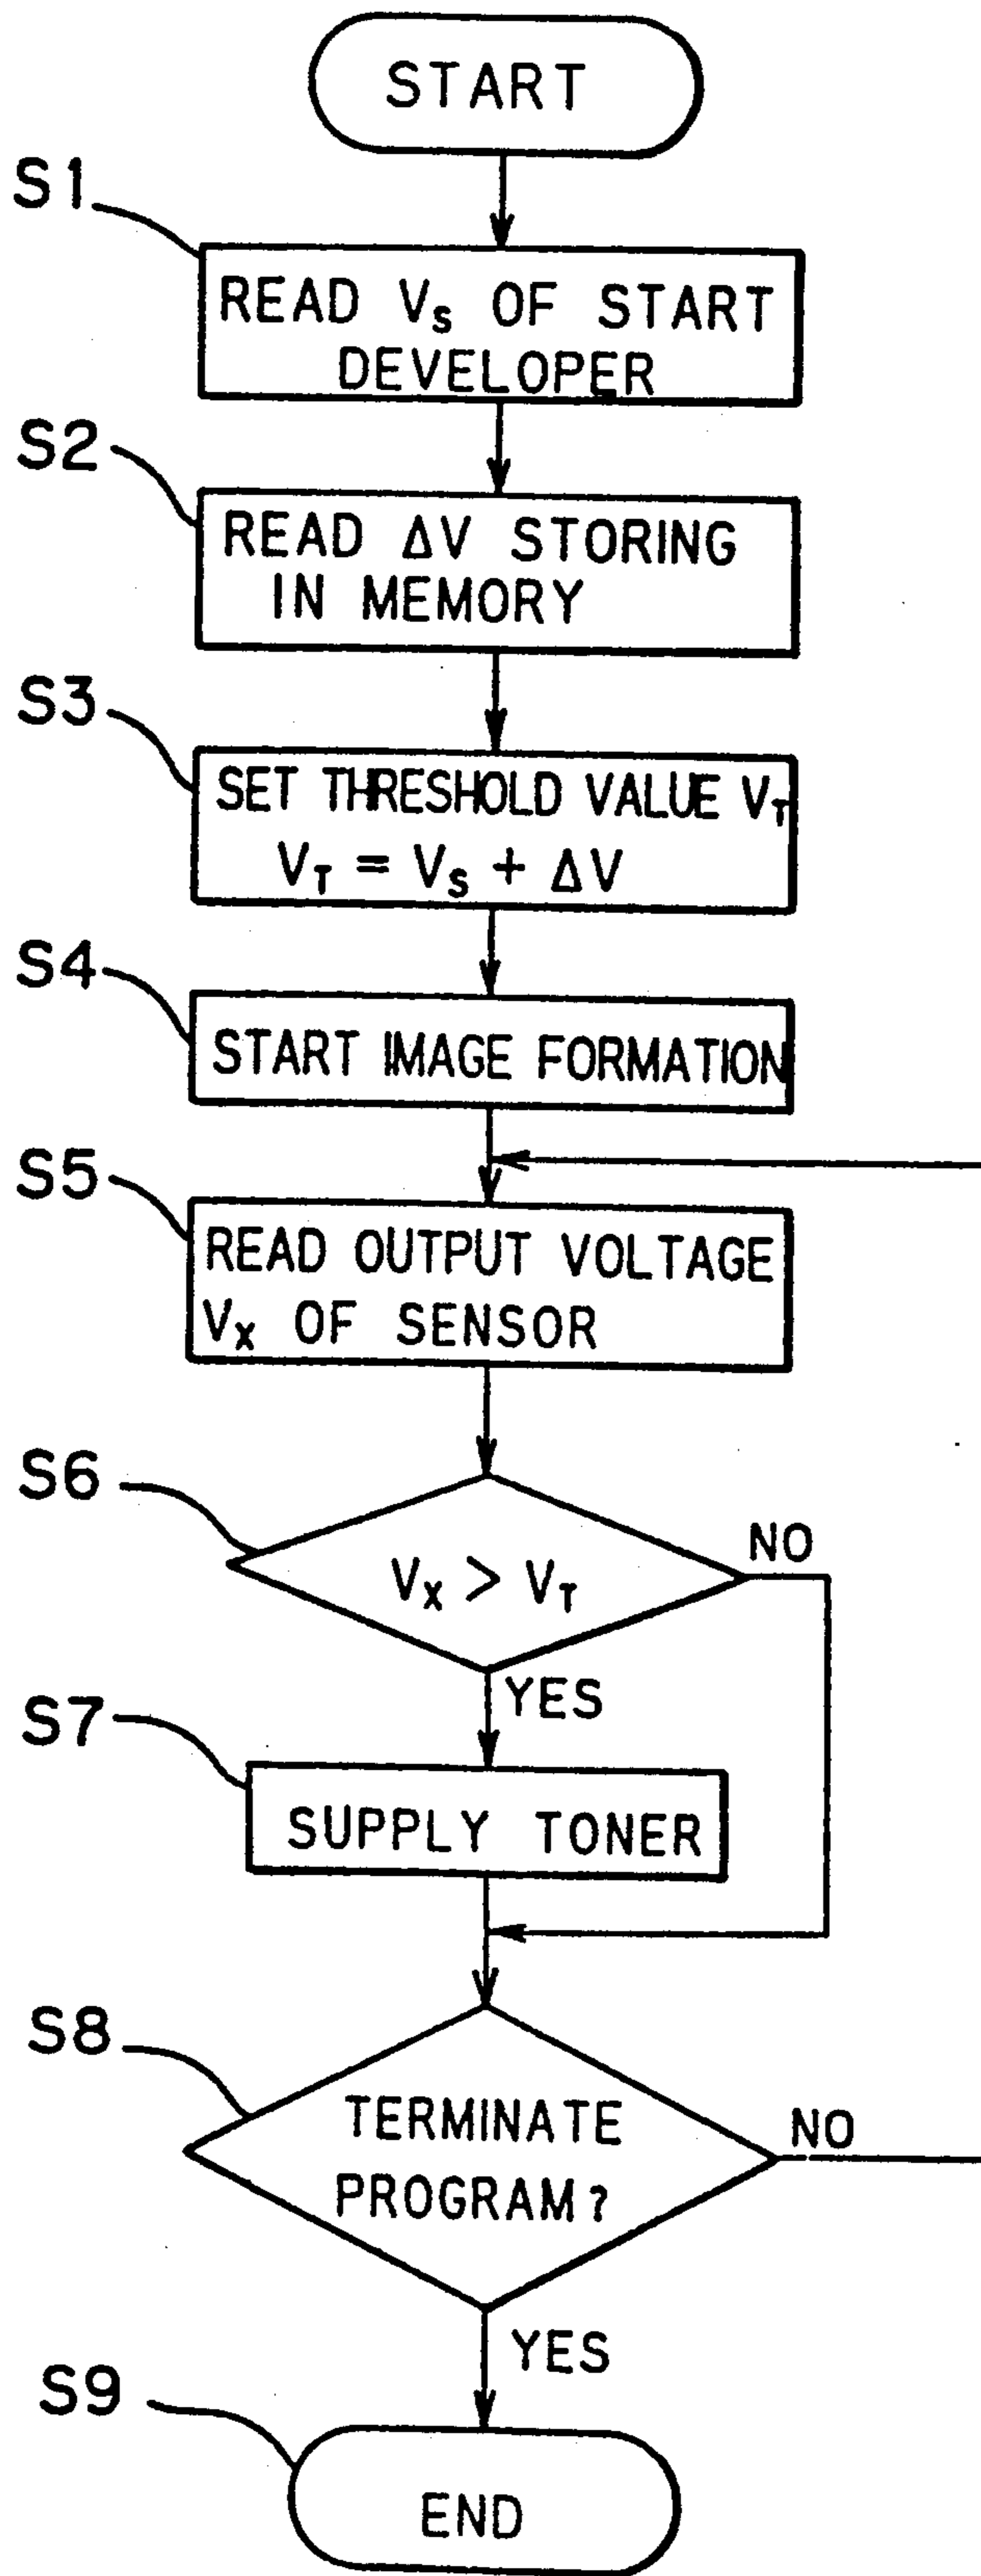 START
S1
READ Vs OF START
DEVELOPER
S2
READ ΔV STORING
IN MEMORY
S3
SET THRESHOLD VALUE VT
VT = Vs + ΔV
S4
START IMAGE FORMATION
S5
READ OUTPUT VOLTAGE
Vx OF SENSOR
S6
Vx > VT
NO
YES
S7
SUPPLY TONER
S8
TERMINATE
PROGRAM?
NO
YES
S9
END